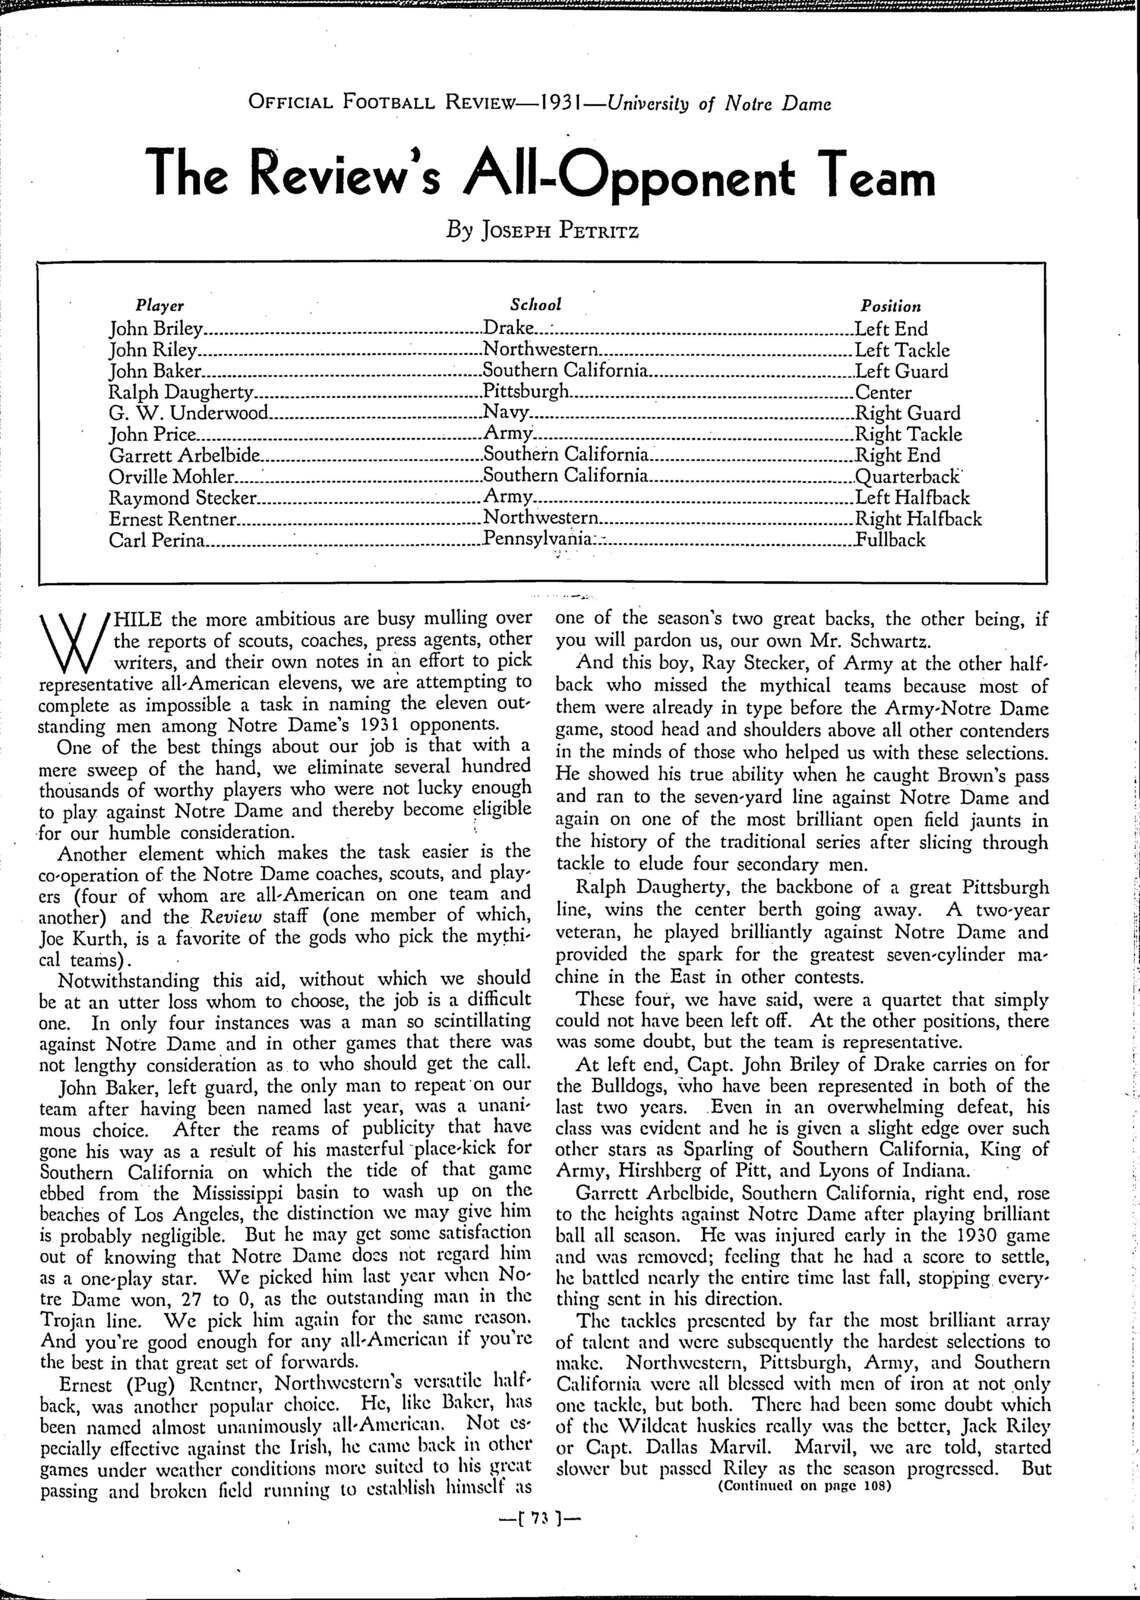 OFFICIAL FOOTBALL REVIEW—1931—University of Notre Dame
The Review's All-Opponent Team
By JOSEPH PETRITZ
Player School Position
John Briley Drake Left End
John Riley Northwestern Left Tackle
John Baker Southern California Left Guard
Ralph Daugherty Pittsburgh Center
G. W. Underwood Navy Right Guard
John Price Army Right Tackle
Garrett Arbelbide Southern California Right End
Orville Mohler Southern California Quarterback
Raymond Stecker Army Left Halfback
Ernest Rentner Northwestern Right Halfback
Carl Perina Pennsylvania Fullback
WHILE the more ambitious are busy mulling over
the reports of scouts, coaches, press agents, other
writers, and their own notes in an effort to pick
representative all-American elevens, we are attempting to
complete as impossible a task in naming the eleven out-
standing men among Notre Dame's 1931 opponents.
One of the best things about our job is that with a
mere sweep of the hand, we eliminate several hundred
thousands of worthy players who were not lucky enough
to play against Notre Dame and thereby become eligible
for our humble consideration.
Another element which makes the task easier is the
co-operation of the Notre Dame coaches, scouts, and play-
ers (four of whom are all-American on one team and
another) and the Review staff (one member of which,
Joe Kurth, is a favorite of the gods who pick the mythi-
cal teams).
Notwithstanding this aid, without which we should
be at an utter loss whom to choose, the job is a difficult
one. In only four instances was a man so scintillating
against Notre Dame and in other games that there was
not lengthy consideration as to who should get the call.
John Baker, left guard, the only man to repeat on our
team after having been named last year, was a unani-
mous choice. After the reams of publicity that have
gone his way as a result of his masterful place-kick for
Southern California on which the tide of that game
ebbed from the Mississippi basin to wash up on the
beaches of Los Angeles, the distinction we may give him
is probably negligible. But he may get some satisfaction
out of knowing that Notre Dame does not regard him
as a one-play star. We picked him last year when No-
tre Dame won, 27 to 0, as the outstanding man in the
Trojan line. We pick him again for the same reason.
And you're good enough for any all-American if you're
the best in that great set of forwards.
Ernest (Pug) Rentner, Northwestern's versatile half-
back, was another popular choice. He, like Baker, has
been named almost unanimously all-American. Not es-
pecially effective against the Irish, he came back in other
games under weather conditions more suited to his great
passing and broken field running to establish himself as
one of the season's two great backs, the other being, if
you will pardon us, our own Mr. Schwartz.
And this boy, Ray Stecker, of Army at the other half-
back who missed the mythical teams because most of
them were already in type before the Army-Notre Dame
game, stood head and shoulders above all other contenders
in the minds of those who helped us with these selections.
He showed his true ability when he caught Brown's pass
and ran to the seven-yard line against Notre Dame and
again on one of the most brilliant open field jaunts in
the history of the traditional series after slicing through
tackle to elude four secondary men.
Ralph Daugherty, the backbone of a great Pittsburgh
line, wins the center berth going away. A two-year
veteran, he played brilliantly against Notre Dame and
provided the spark for the greatest seven-cylinder ma-
chine in the East in other contests.
These four, we have said, were a quartet that simply
could not have been left off. At the other positions, there
was some doubt, but the team is representative.
At left end, Capt. John Briley of Drake carries on for
the Bulldogs, who have been represented in both of the
last two years. Even in an overwhelming defeat, his
class was evident and he is given a slight edge over such
other stars as Sparling of Southern California, King of
Army, Hirshberg of Pitt, and Lyons of Indiana.
Garrett Arbelbide, Southern California, right end, rose
to the heights against Notre Dame after playing brilliant
ball all season. He was injured early in the 1930 game
and was removed; feeling that he had a score to settle,
he battled nearly the entire time last fall, stopping every-
thing sent in his direction.
The tackles presented by far the most brilliant array
of talent and were subsequently the hardest selections to
make. Northwestern, Pittsburgh, Army, and Southern
California were all blessed with men of iron at not only
one tackle, but both. There had been some doubt which
of the Wildcat huskies really was the better, Jack Riley
or Capt. Dallas Marvil. Marvil, we are told, started
slower but passed Riley as the season progressed. But
(Continued on page 108)
—[ 73 ]—